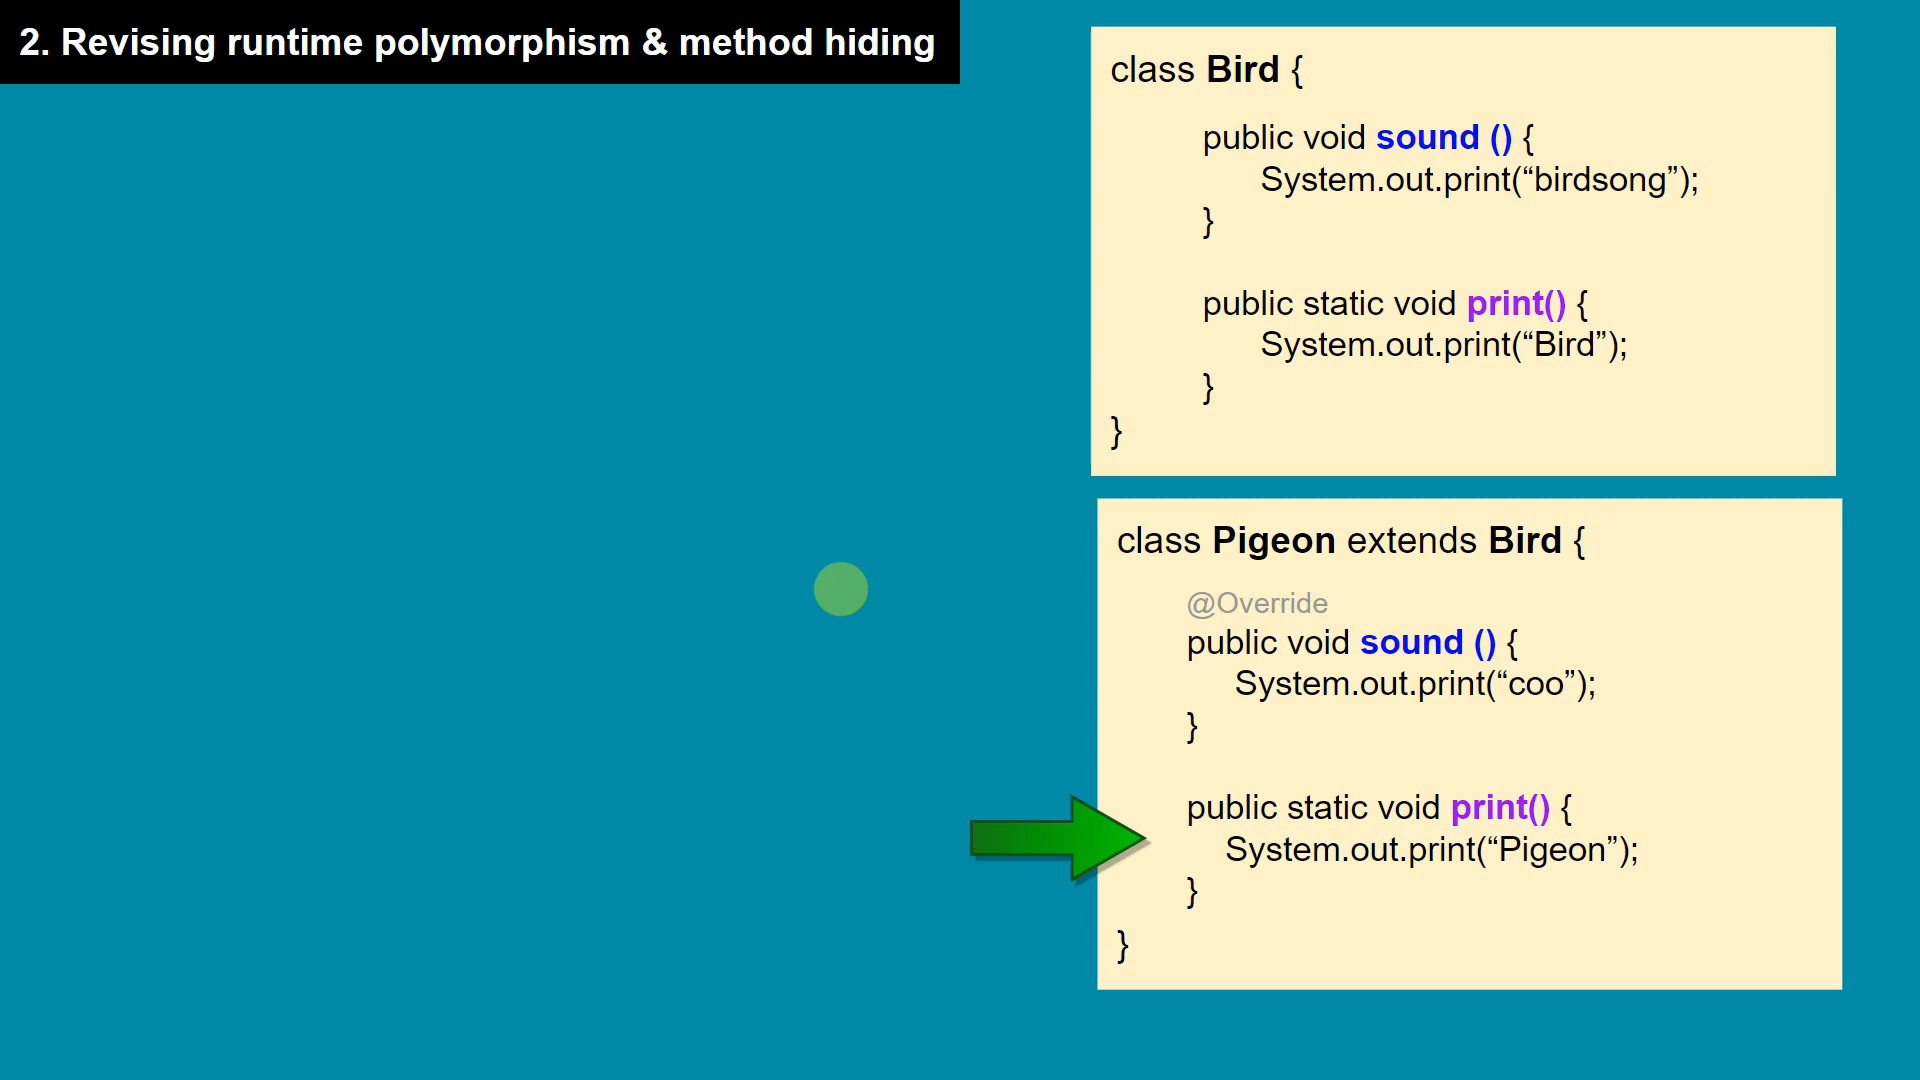 2. Revising runtime polymorphism & method hiding
class Bird {
public void sound () {
System.out.print(“birdsong”);
}
public static void print() {
System.out.print(“Bird”);
}
}
class Pigeon extends Bird {
@Override
public void sound () {
System.out.print(“coo”);
}
public static void print() {
System.out.print(“Pigeon”);
}
}